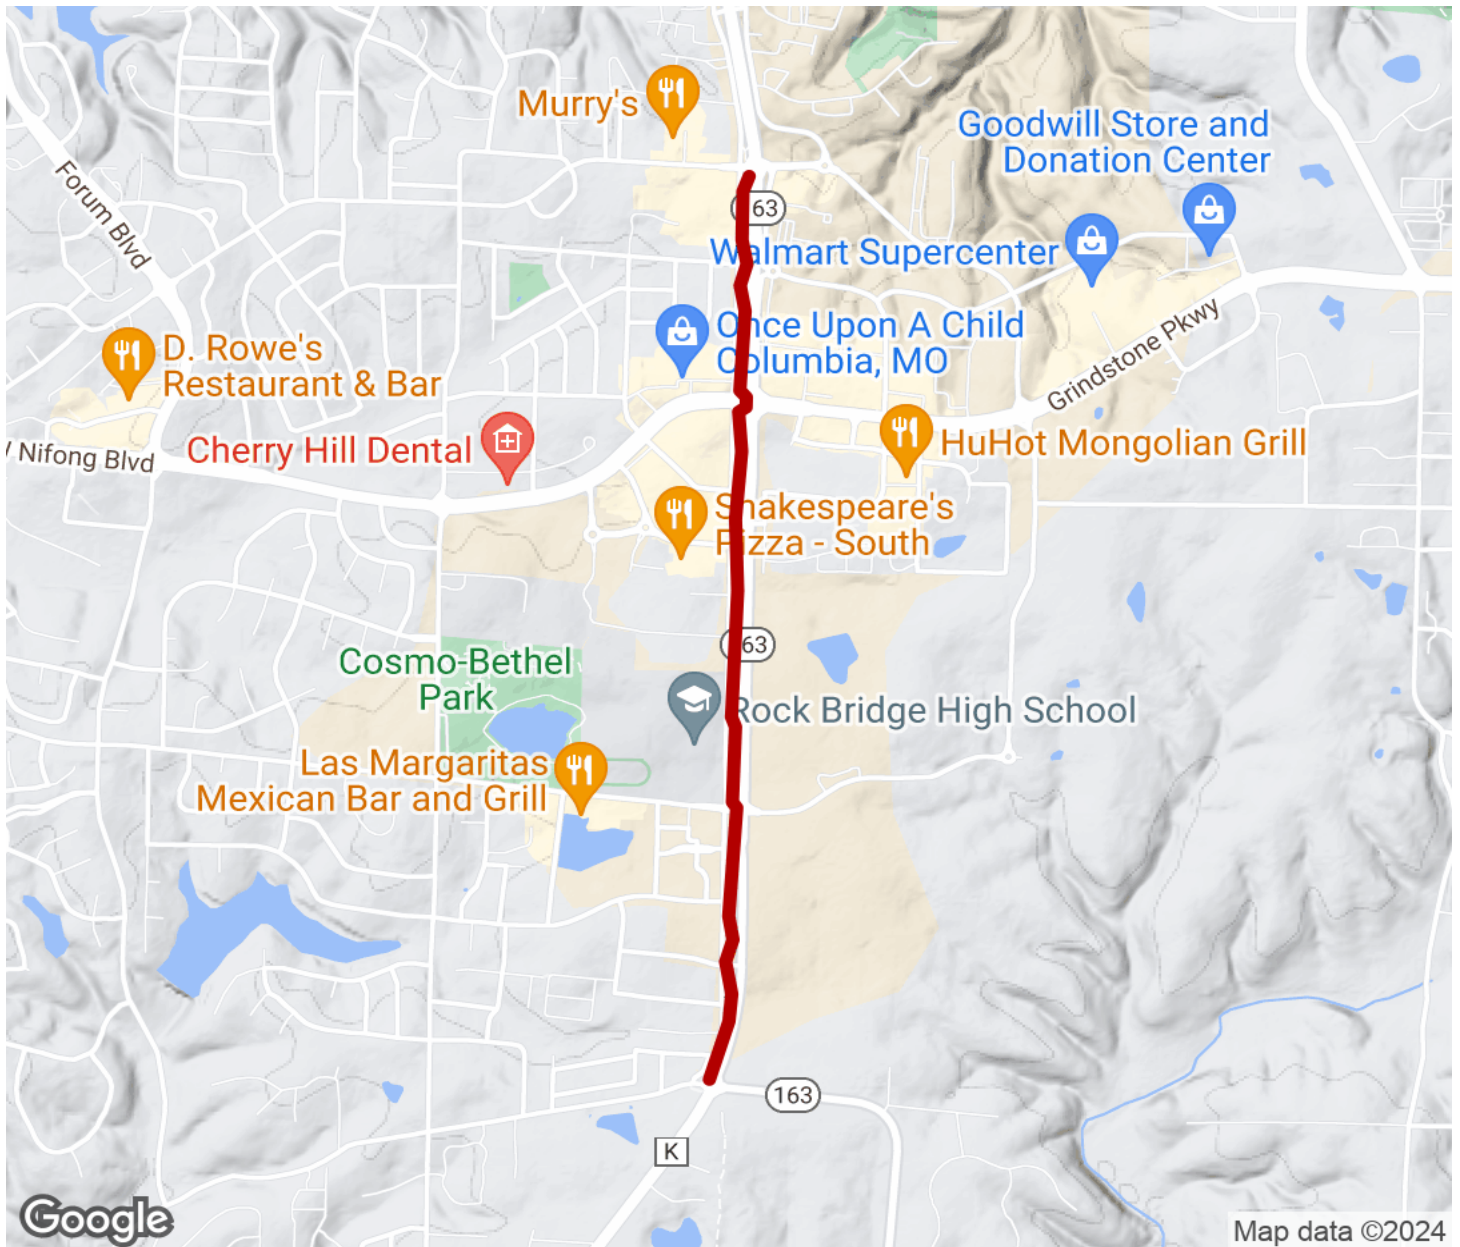 Murry's
Goodwill Store and
Donation Center
Forum Blvd
63
Walmart Supercenter
Once Upon A Child
Columbia, MO
Grindstone Pkwy
D. Rowe's
Restaurant & Bar
HuHot Mongolian Grill
Cherry Hill Dental
Nifong Blvd
Shakespeare's
Pizza - South
63
Cosmo-Bethel
Park
Rock Bridge High School
Las Margaritas
Mexican Bar and Grill
163
K
Google
Map data ©2024